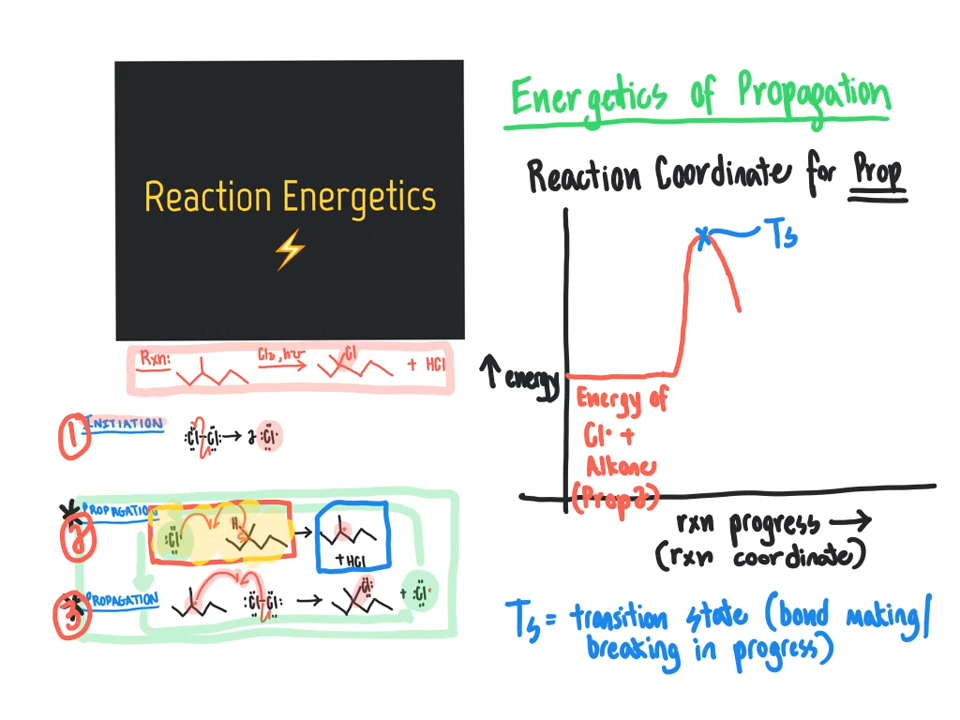 Reaction Energetics
Energetics of Propagation
Reaction Coordinate for Prop
Ts
Rxn:
Cl₂, hν
Cl
+ HCl
↑ energy
Energy of
Cl· +
Alkane
(Prop 2)
1
INITIATION
:Cl-Cl: → 2 :Cl·
* PROPAGATION
2
:Cl
H
+ HCl
* PROPAGATION
3
:Cl-Cl:
:Cl:
+ :Cl·
rxn progress →
(rxn coordinate)
Ts = transition state (bond making/
breaking in progress)